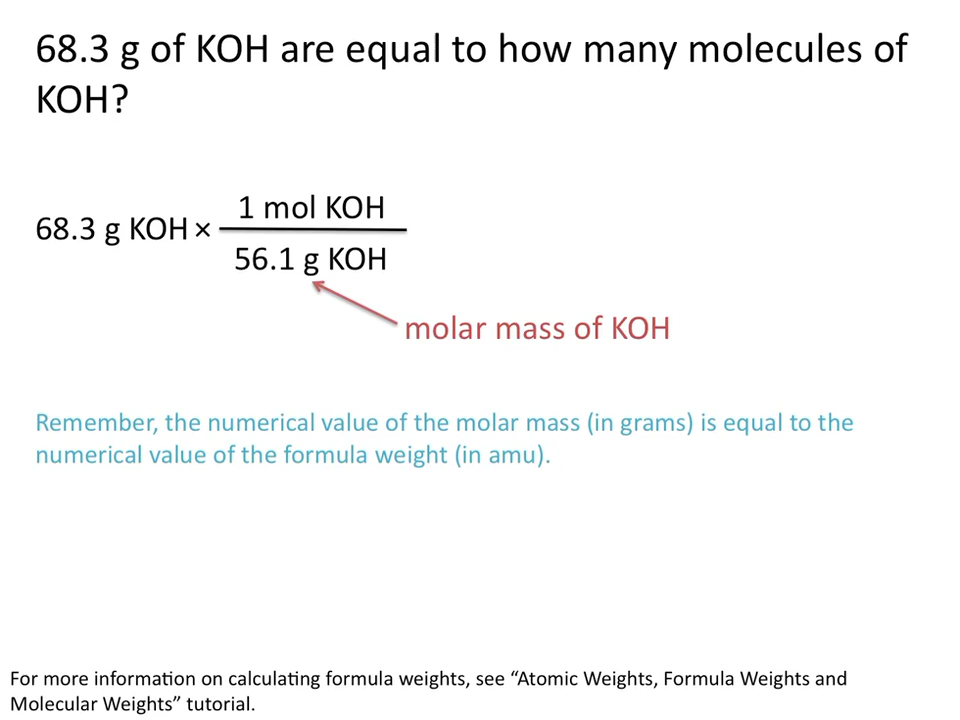 68.3 g of KOH are equal to how many molecules of
KOH?
1 mol KOH
68.3 g KOH ×
56.1 g KOH
molar mass of KOH
Remember, the numerical value of the molar mass (in grams) is equal to the
numerical value of the formula weight (in amu).
For more information on calculating formula weights, see “Atomic Weights, Formula Weights and
Molecular Weights” tutorial.